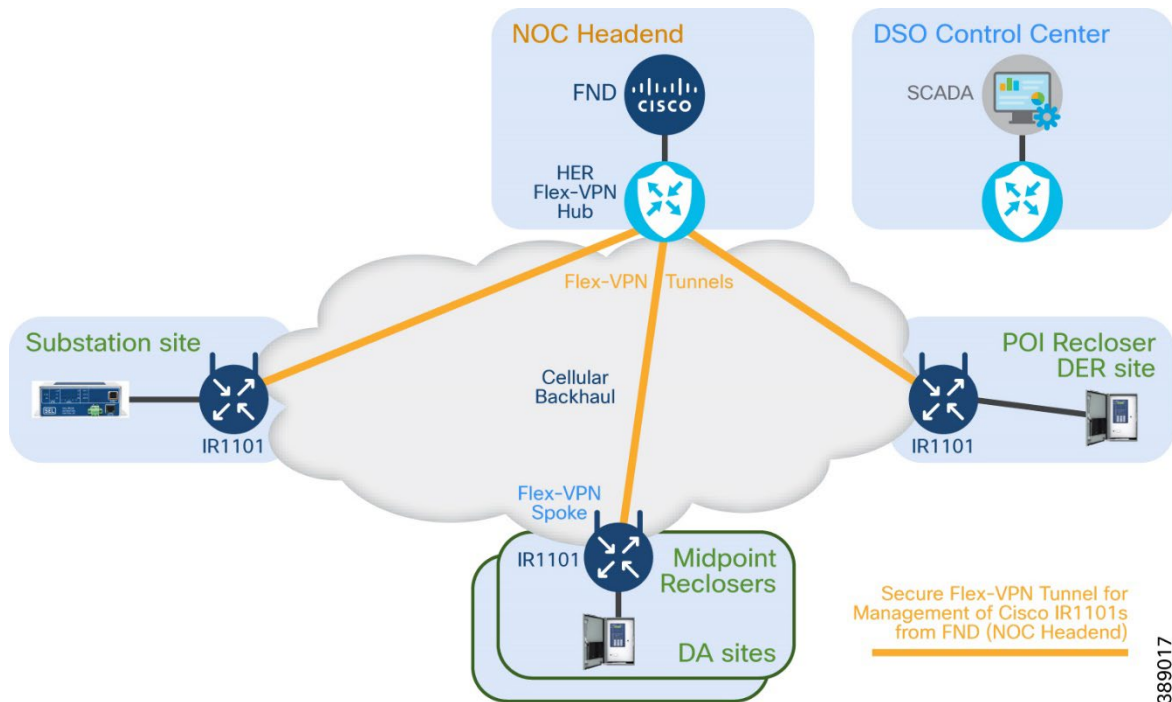 NOC Headend
FND
CISCO
HER
Flex-VPN
Hub
DSO Control Center
SCADA
Flex-VPN Tunnels
Substation site
SEL
IR1101
Cellular
Backhaul
POI Recloser
DER site
IR1101
Flex-VPN
Spoke
IR1101
Midpoint
Reclosers
DA sites
Secure Flex-VPN Tunnel for
Management of Cisco IR1101s
from FND (NOC Headend)
389017